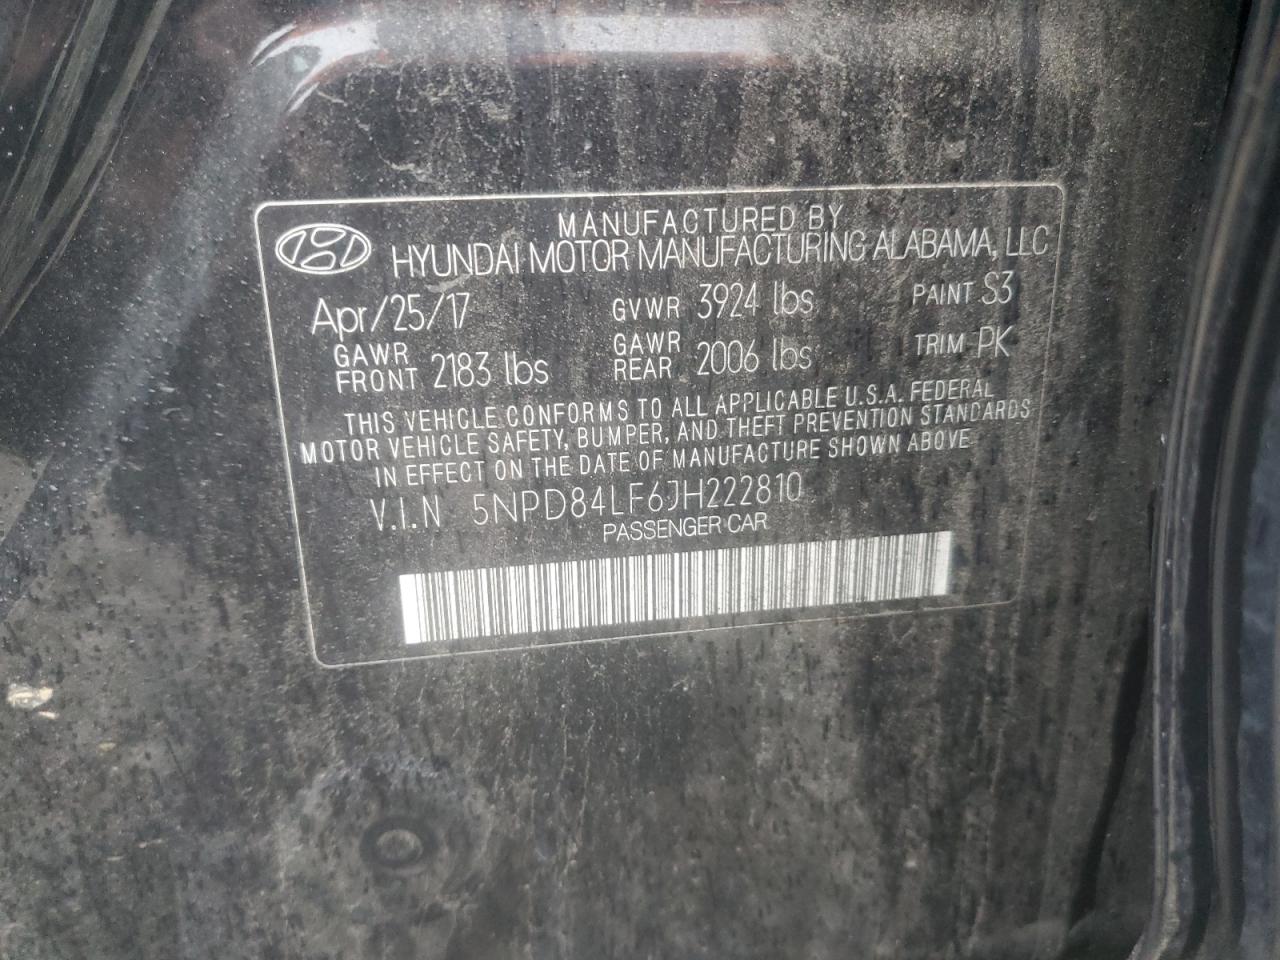 MANUFACTURED BY
HYUNDAI MOTOR MANUFACTURING ALABAMA, LLC
Apr/25/17 GVWR 3924 lbs PAINT S3
GAWR FRONT 2183 lbs GAWR REAR 2006 lbs TRIM PK
THIS VEHICLE CONFORMS TO ALL APPLICABLE U.S.A. FEDERAL
MOTOR VEHICLE SAFETY, BUMPER, AND THEFT PREVENTION STANDARDS
IN EFFECT ON THE DATE OF MANUFACTURE SHOWN ABOVE
V.I.N 5NPD84LF6JH222810
PASSENGER CAR